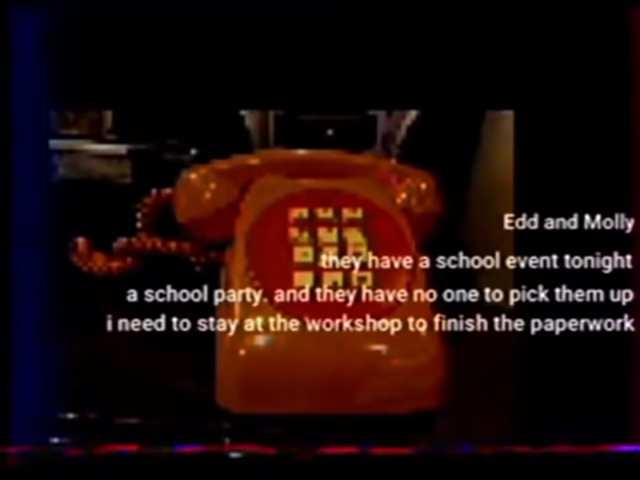 Edd and Molly
they have a school event tonight
a school party. and they have no one to pick them up
i need to stay at the workshop to finish the paperwork